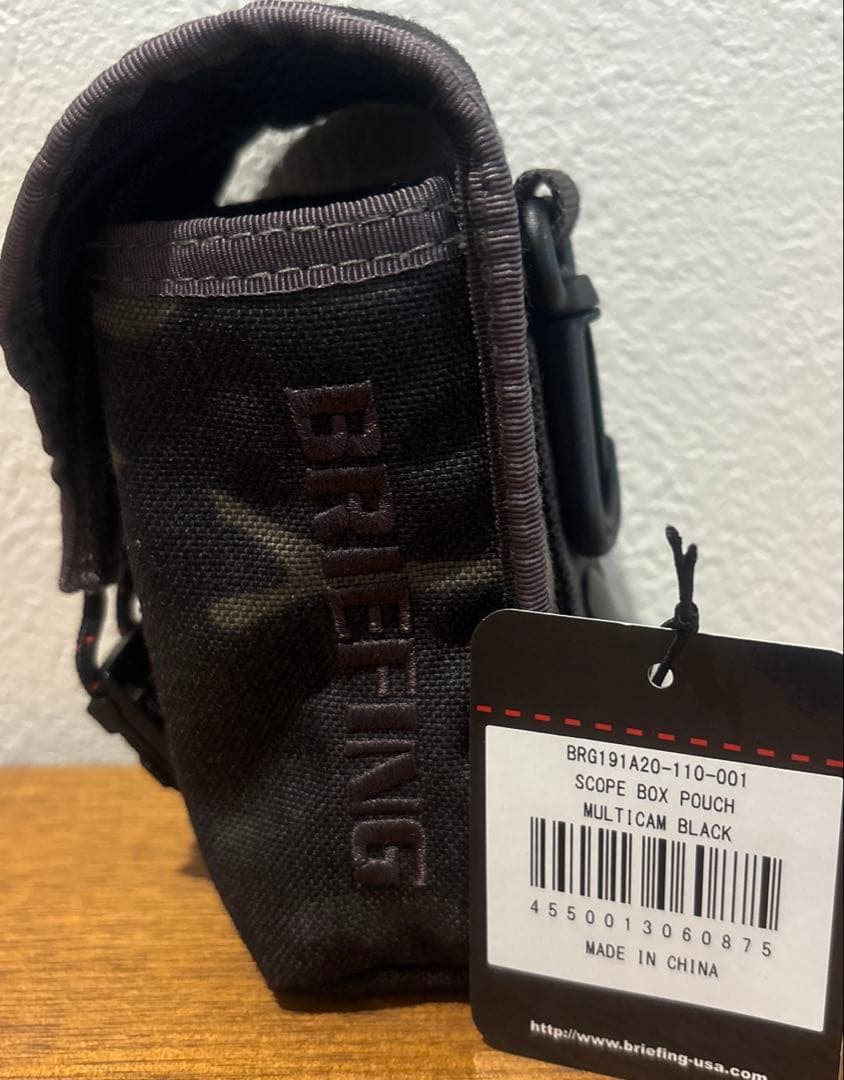 BRIEFING
BRG191A20-110-001
SCOPE BOX POUCH
MULTICAM BLACK
4550013060875
MADE IN CHINA
http://www.briefing-usa.com